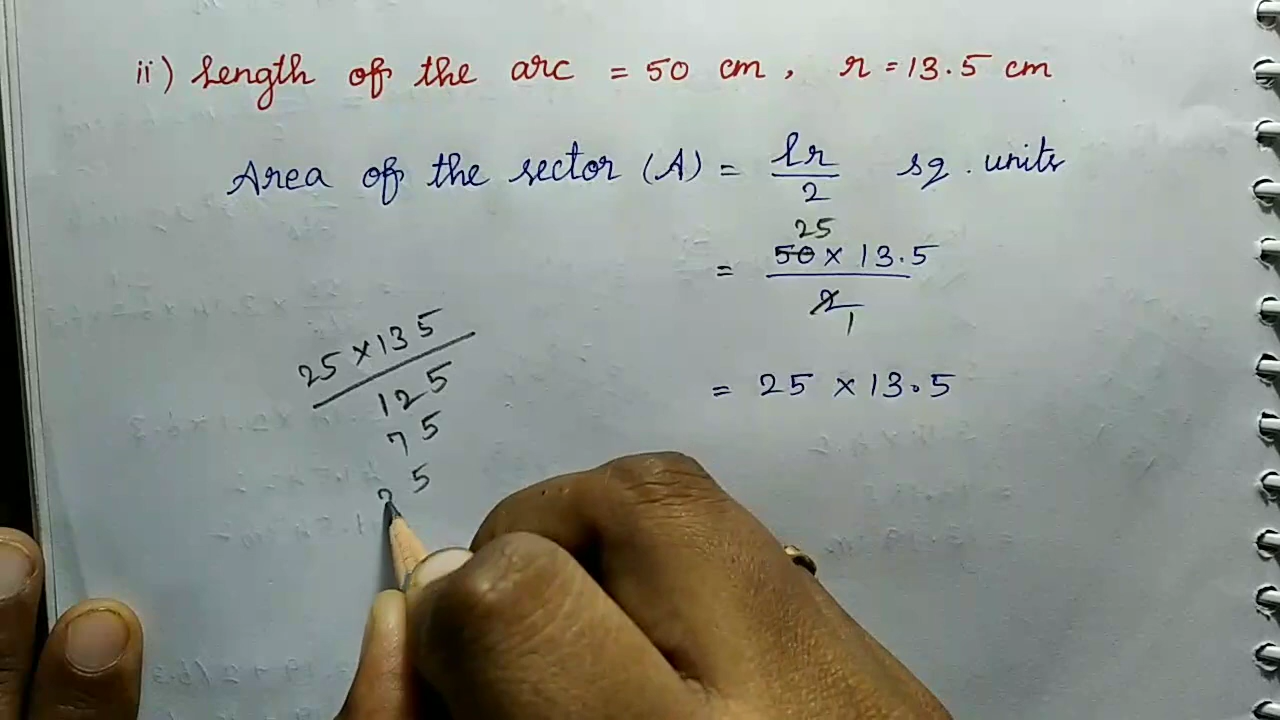 ii) Length of the arc = 50 cm, r = 13.5 cm
Area of the sector (A) = lr/2 sq. units
25
= 50 × 13.5
2
1
= 25 × 13.5
25 × 135
125
75
25